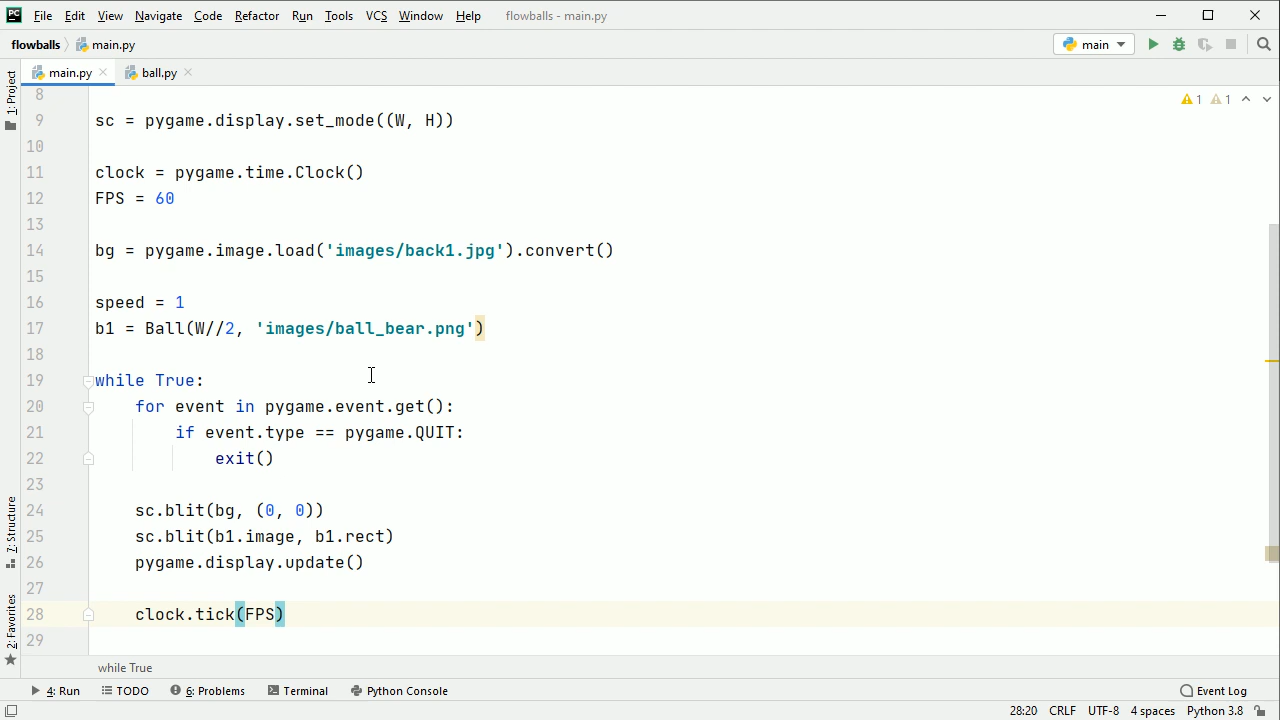 File Edit View Navigate Code Refactor Run Tools VCS Window Help flowballs - main.py
flowballs main.py main
main.py ball.py
1: Project
7: Structure
2: Favorites
8
9 sc = pygame.display.set_mode((W, H))
10
11 clock = pygame.time.Clock()
12 FPS = 60
13
14 bg = pygame.image.load('images/back1.jpg').convert()
15
16 speed = 1
17 b1 = Ball(W//2, 'images/ball_bear.png')
18
19 while True:
20 for event in pygame.event.get():
21 if event.type == pygame.QUIT:
22 exit()
23
24 sc.blit(bg, (0, 0))
25 sc.blit(b1.image, b1.rect)
26 pygame.display.update()
27
28 clock.tick(FPS)
29
1 1
while True
4: Run TODO 6: Problems Terminal Python Console Event Log
28:20 CRLF UTF-8 4 spaces Python 3.8